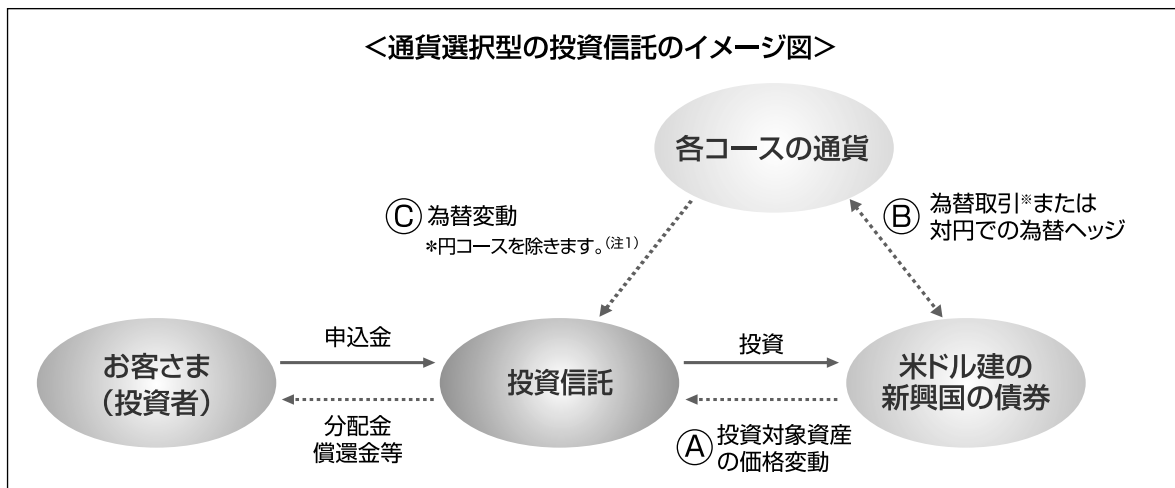 ＜通貨選択型の投資信託のイメージ図＞
各コースの通貨
Ⓒ 為替変動
＊円コースを除きます。(注1)
Ⓑ 為替取引※または
対円での為替ヘッジ
お客さま
（投資者）
申込金
分配金
償還金等
投資信託
投資
Ⓐ 投資対象資産
の価格変動
米ドル建の
新興国の債券